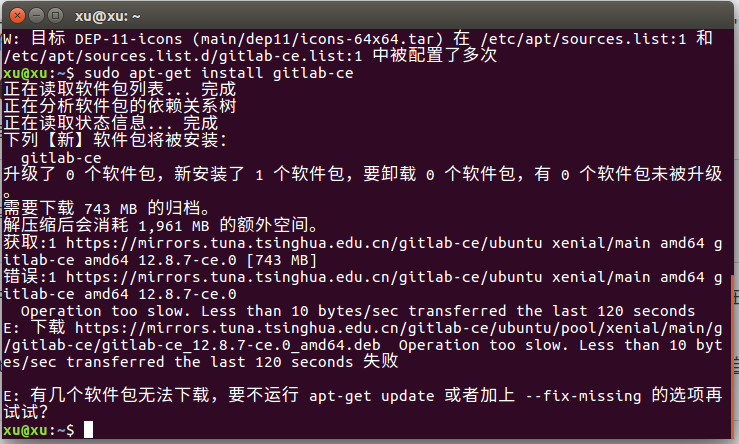 xu@xu: ~
W: 目标 DEP-11-icons (main/dep11/icons-64x64.tar) 在 /etc/apt/sources.list:1 和
/etc/apt/sources.list.d/gitlab-ce.list:1 中被配置了多次
xu@xu:~$ sudo apt-get install gitlab-ce
正在读取软件包列表... 完成
正在分析软件包的依赖关系树
正在读取状态信息... 完成
下列【新】软件包将被安装：
  gitlab-ce
升级了 0 个软件包，新安装了 1 个软件包，要卸载 0 个软件包，有 0 个软件包未被升级
。
需要下载 743 MB 的归档。
解压缩后会消耗 1,961 MB 的额外空间。
获取:1 https://mirrors.tuna.tsinghua.edu.cn/gitlab-ce/ubuntu xenial/main amd64 g
itlab-ce amd64 12.8.7-ce.0 [743 MB]
错误:1 https://mirrors.tuna.tsinghua.edu.cn/gitlab-ce/ubuntu xenial/main amd64 g
itlab-ce amd64 12.8.7-ce.0
  Operation too slow. Less than 10 bytes/sec transferred the last 120 seconds
E: 下载 https://mirrors.tuna.tsinghua.edu.cn/gitlab-ce/ubuntu/pool/xenial/main/g
/gitlab-ce/gitlab-ce_12.8.7-ce.0_amd64.deb  Operation too slow. Less than 10 byt
es/sec transferred the last 120 seconds 失败
E: 有几个软件包无法下载，要不运行 apt-get update 或者加上 --fix-missing 的选项再
试试？
xu@xu:~$